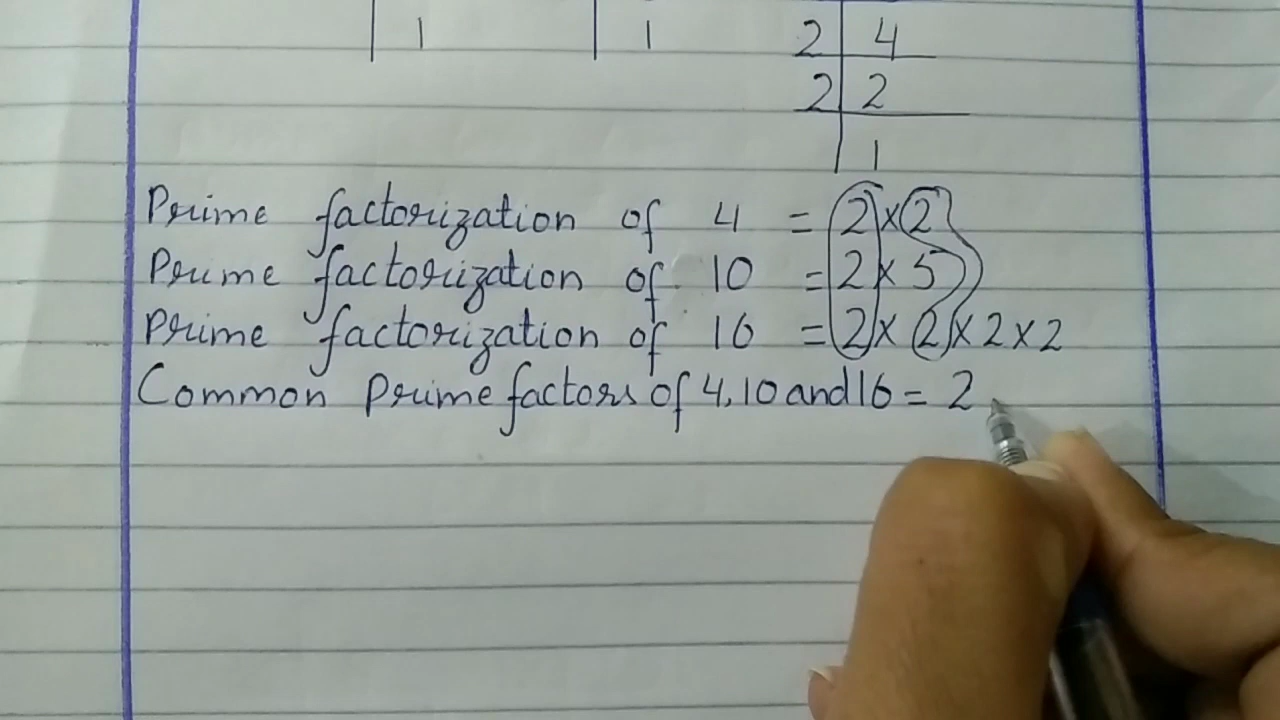 1 1 2 4
2 2
1
Prime factorization of 4 = 2 × 2
Prime factorization of 10 = 2 × 5
Prime factorization of 16 = 2 × 2 × 2 × 2
Common Prime factors of 4, 10 and 16 = 2